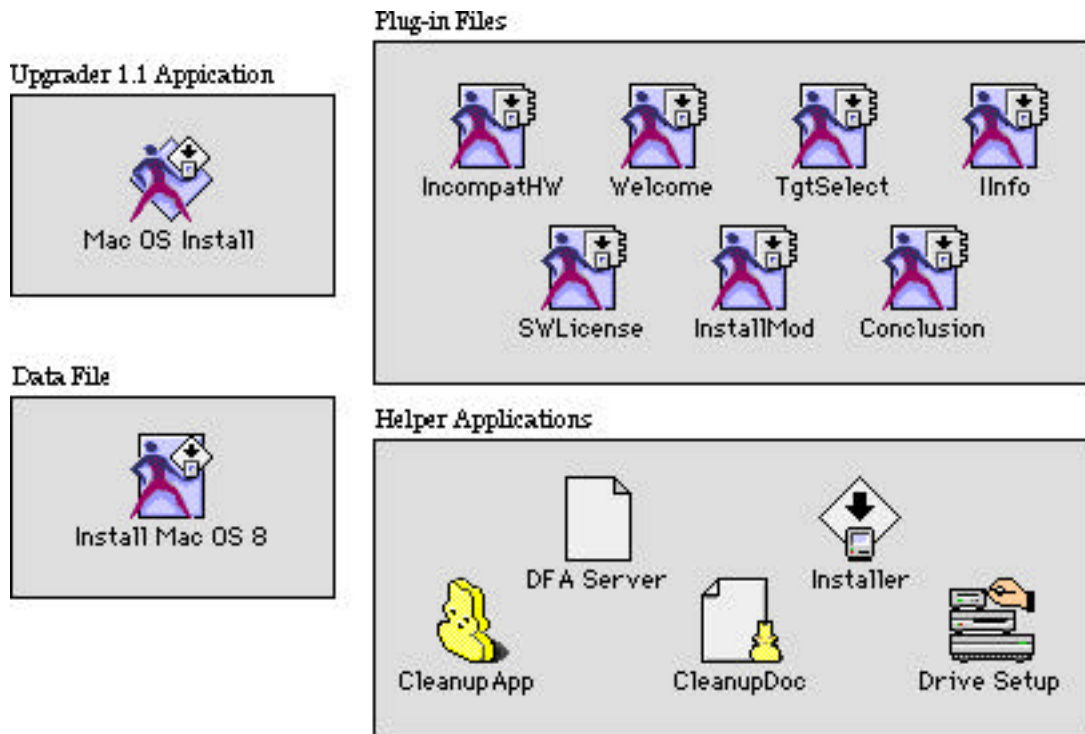 Upgrader 1.1 Appication
Mac OS Install
Data File
Install Mac OS 8
Plug-in Files
IncompatHW Welcome TgtSelect IInfo
SWLicense InstallMod Conclusion
Helper Applications
DFA Server Installer
CleanupApp CleanupDoc Drive Setup